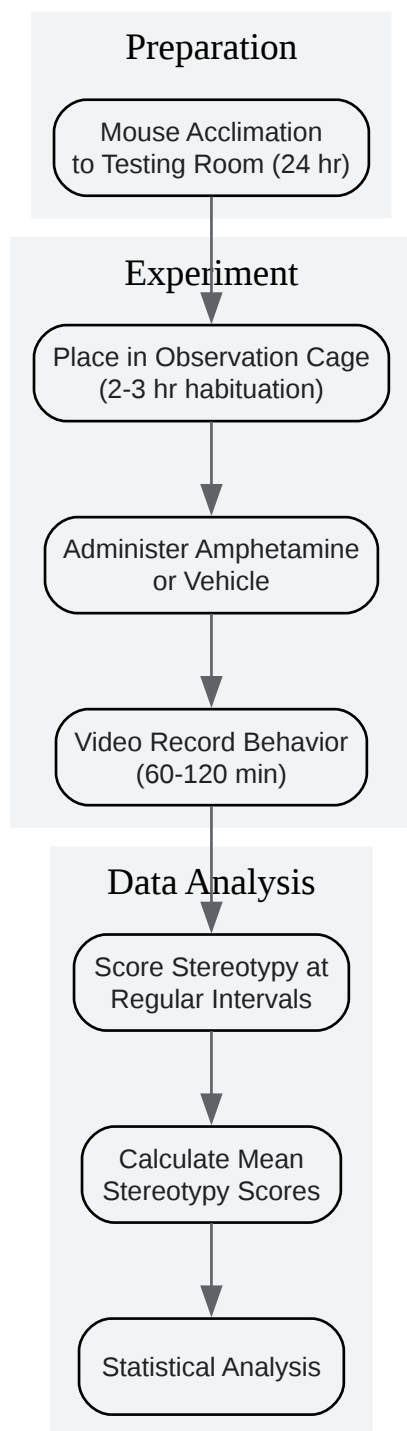 Preparation
Mouse Acclimation
to Testing Room (24 hr)
Experiment
Place in Observation Cage
(2-3 hr habituation)
Administer Amphetamine
or Vehicle
Video Record Behavior
(60-120 min)
Data Analysis
Score Stereotypy at
Regular Intervals
Calculate Mean
Stereotypy Scores
Statistical Analysis